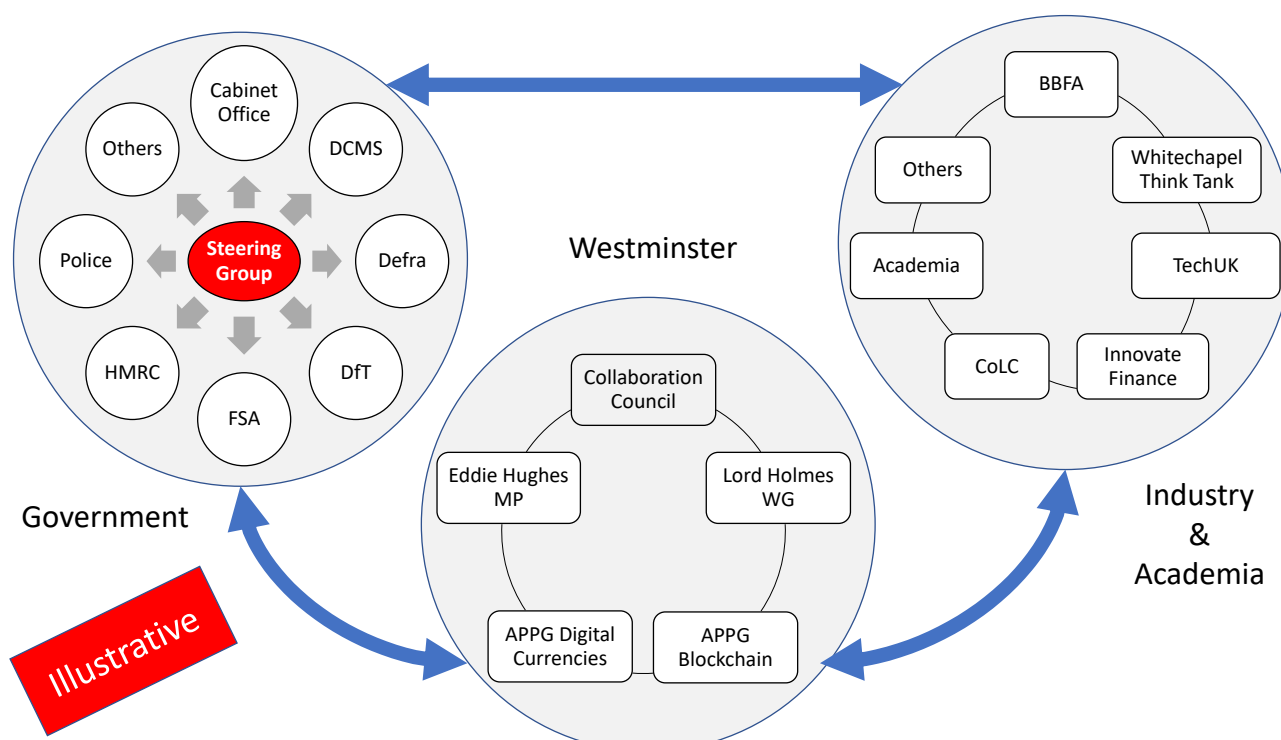 Cabinet
Office
DCMS
Defra
DfT
FSA
HMRC
Police
Others
Steering
Group
Government
Illustrative
Westminster
Collaboration
Council
Lord Holmes
WG
APPG
Blockchain
APPG Digital
Currencies
Eddie Hughes
MP
BBFA
Whitechapel
Think Tank
TechUK
Innovate
Finance
CoLC
Academia
Others
Industry
&
Academia